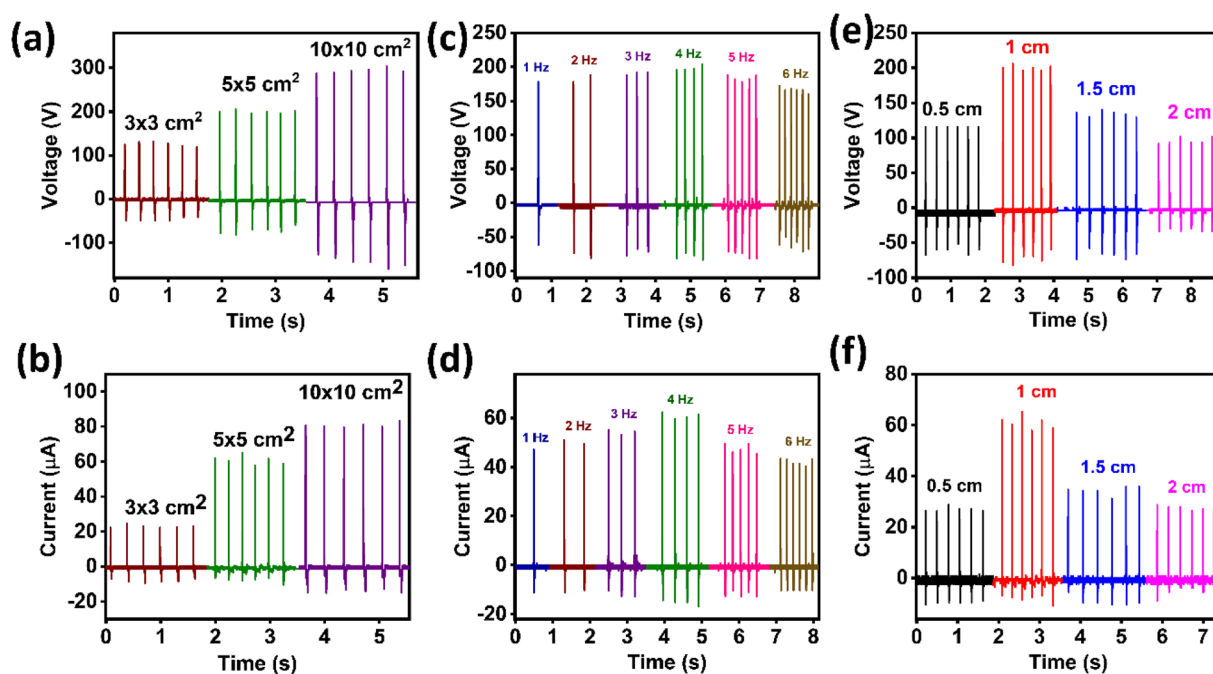 (a)
10x10 cm²
5x5 cm²
3x3 cm²
Voltage (V)
300
200
100
0
-100
0 1 2 3 4 5
Time (s)
(c)
1 Hz
2 Hz
3 Hz
4 Hz
5 Hz
6 Hz
Voltage (V)
250
200
150
100
50
0
-50
-100
0 1 2 3 4 5 6 7 8
Time (s)
(e)
0.5 cm
1 cm
1.5 cm
2 cm
Voltage (V)
250
200
150
100
50
0
-50
-100
0 1 2 3 4 5 6 7 8
Time (s)
(b)
10x10 cm²
5x5 cm²
3x3 cm²
Current (μA)
100
80
60
40
20
0
-20
0 1 2 3 4 5
Time (s)
(d)
1 Hz
2 Hz
3 Hz
4 Hz
5 Hz
6 Hz
Current (μA)
60
40
20
0
-20
0 1 2 3 4 5 6 7 8
Time (s)
(f)
0.5 cm
1 cm
1.5 cm
2 cm
Current (μA)
80
60
40
20
0
-20
0 1 2 3 4 5 6 7
Time (s)